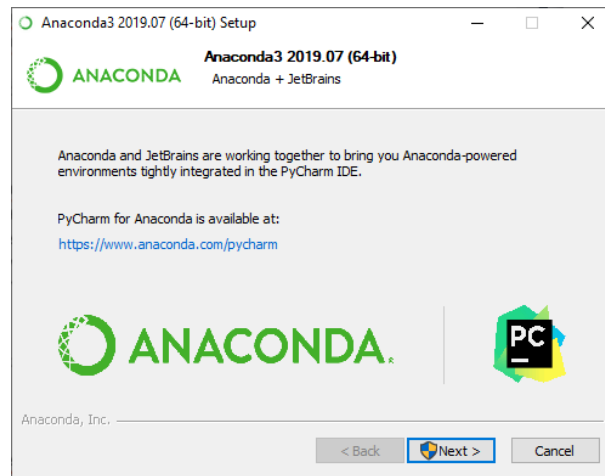 Anaconda3 2019.07 (64-bit) Setup
ANACONDA
Anaconda3 2019.07 (64-bit)
Anaconda + JetBrains
Anaconda and JetBrains are working together to bring you Anaconda-powered
environments tightly integrated in the PyCharm IDE.
PyCharm for Anaconda is available at:
https://www.anaconda.com/pycharm
ANACONDA.
PC
Anaconda, Inc.
< Back
Next >
Cancel